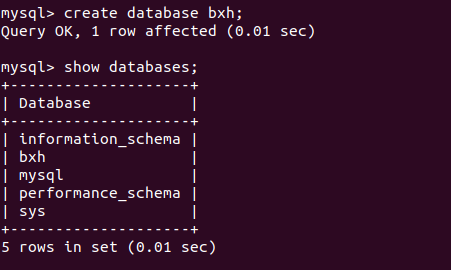 mysql> create database bxh;
Query OK, 1 row affected (0.01 sec)

mysql> show databases;
+--------------------+
| Database           |
+--------------------+
| information_schema |
| bxh                |
| mysql              |
| performance_schema |
| sys                |
+--------------------+
5 rows in set (0.01 sec)